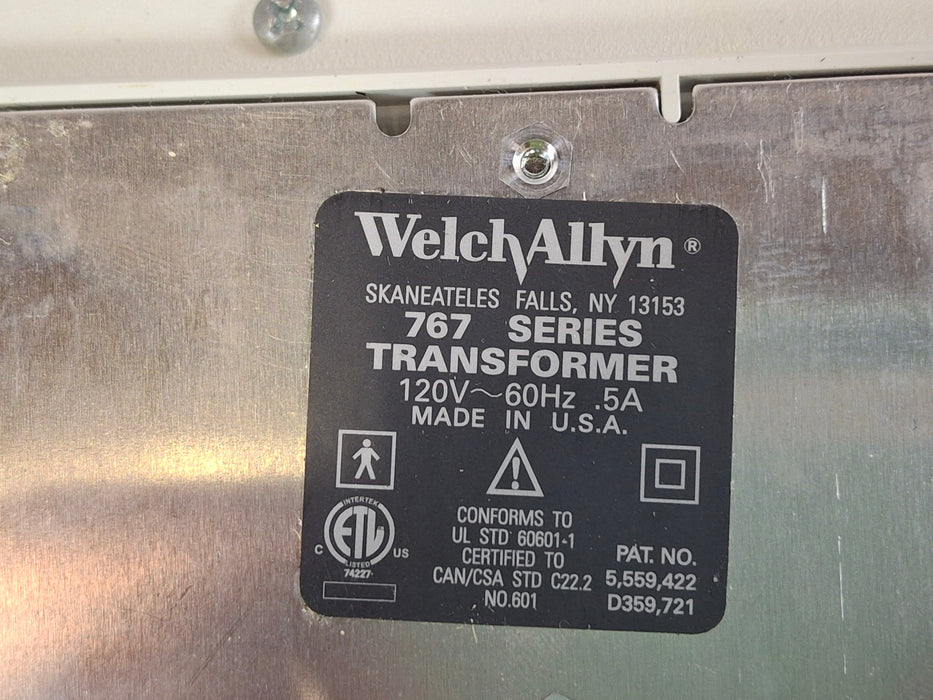 WelchAllyn®
SKANEATELES FALLS, NY 13153
767 SERIES
TRANSFORMER
120V~60Hz .5A
MADE IN U.S.A.
INTERTEK
ETL
C US
LISTED
74227
CONFORMS TO
UL STD 60601-1
CERTIFIED TO
CAN/CSA STD C22.2
NO.601
PAT. NO.
5,559,422
D359,721